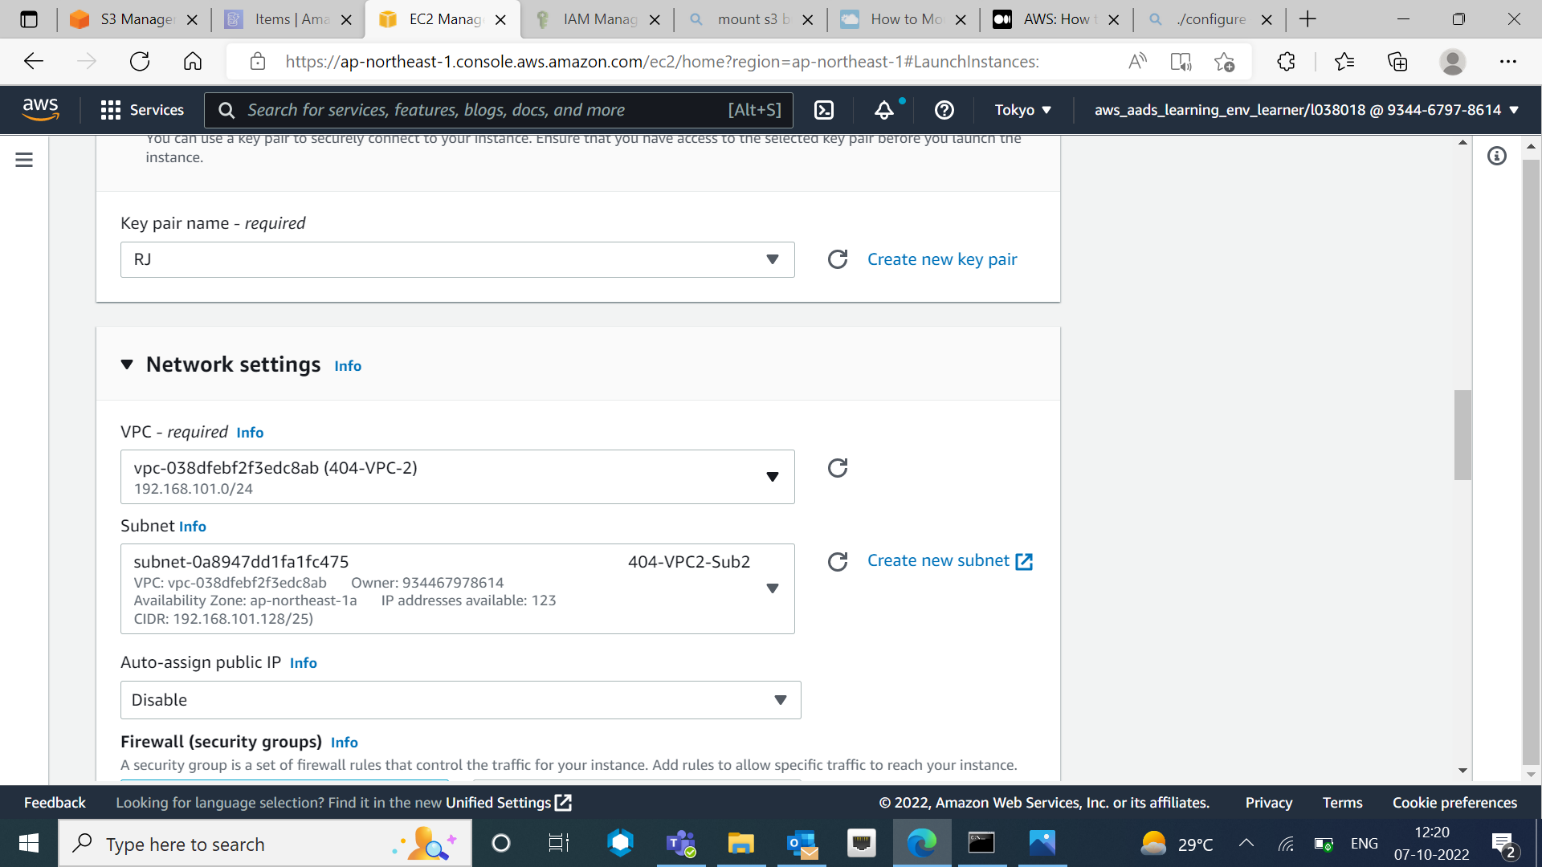 S3 Manage
Items | Ama
EC2 Manag
IAM Manag
mount s3 b
How to Mo
AWS: How t
./configure
https://ap-northeast-1.console.aws.amazon.com/ec2/home?region=ap-northeast-1#LaunchInstances:
aws
Services
Search for services, features, blogs, docs, and more
[Alt+S]
Tokyo
aws_aads_learning_env_learner/l038018 @ 9344-6797-8614
You can use a key pair to securely connect to your instance. Ensure that you have access to the selected key pair before you launch the
instance.
Key pair name - required
RJ
Create new key pair
Network settings Info
VPC - required Info
vpc-038dfebf2f3edc8ab (404-VPC-2)
192.168.101.0/24
Subnet Info
subnet-0a8947dd1fa1fc475 404-VPC2-Sub2
VPC: vpc-038dfebf2f3edc8ab Owner: 934467978614
Availability Zone: ap-northeast-1a IP addresses available: 123
CIDR: 192.168.101.128/25)
Create new subnet
Auto-assign public IP Info
Disable
Firewall (security groups) Info
A security group is a set of firewall rules that control the traffic for your instance. Add rules to allow specific traffic to reach your instance.
Feedback Looking for language selection? Find it in the new Unified Settings © 2022, Amazon Web Services, Inc. or its affiliates. Privacy Terms Cookie preferences
Type here to search
29°C
ENG
12:20
07-10-2022
2